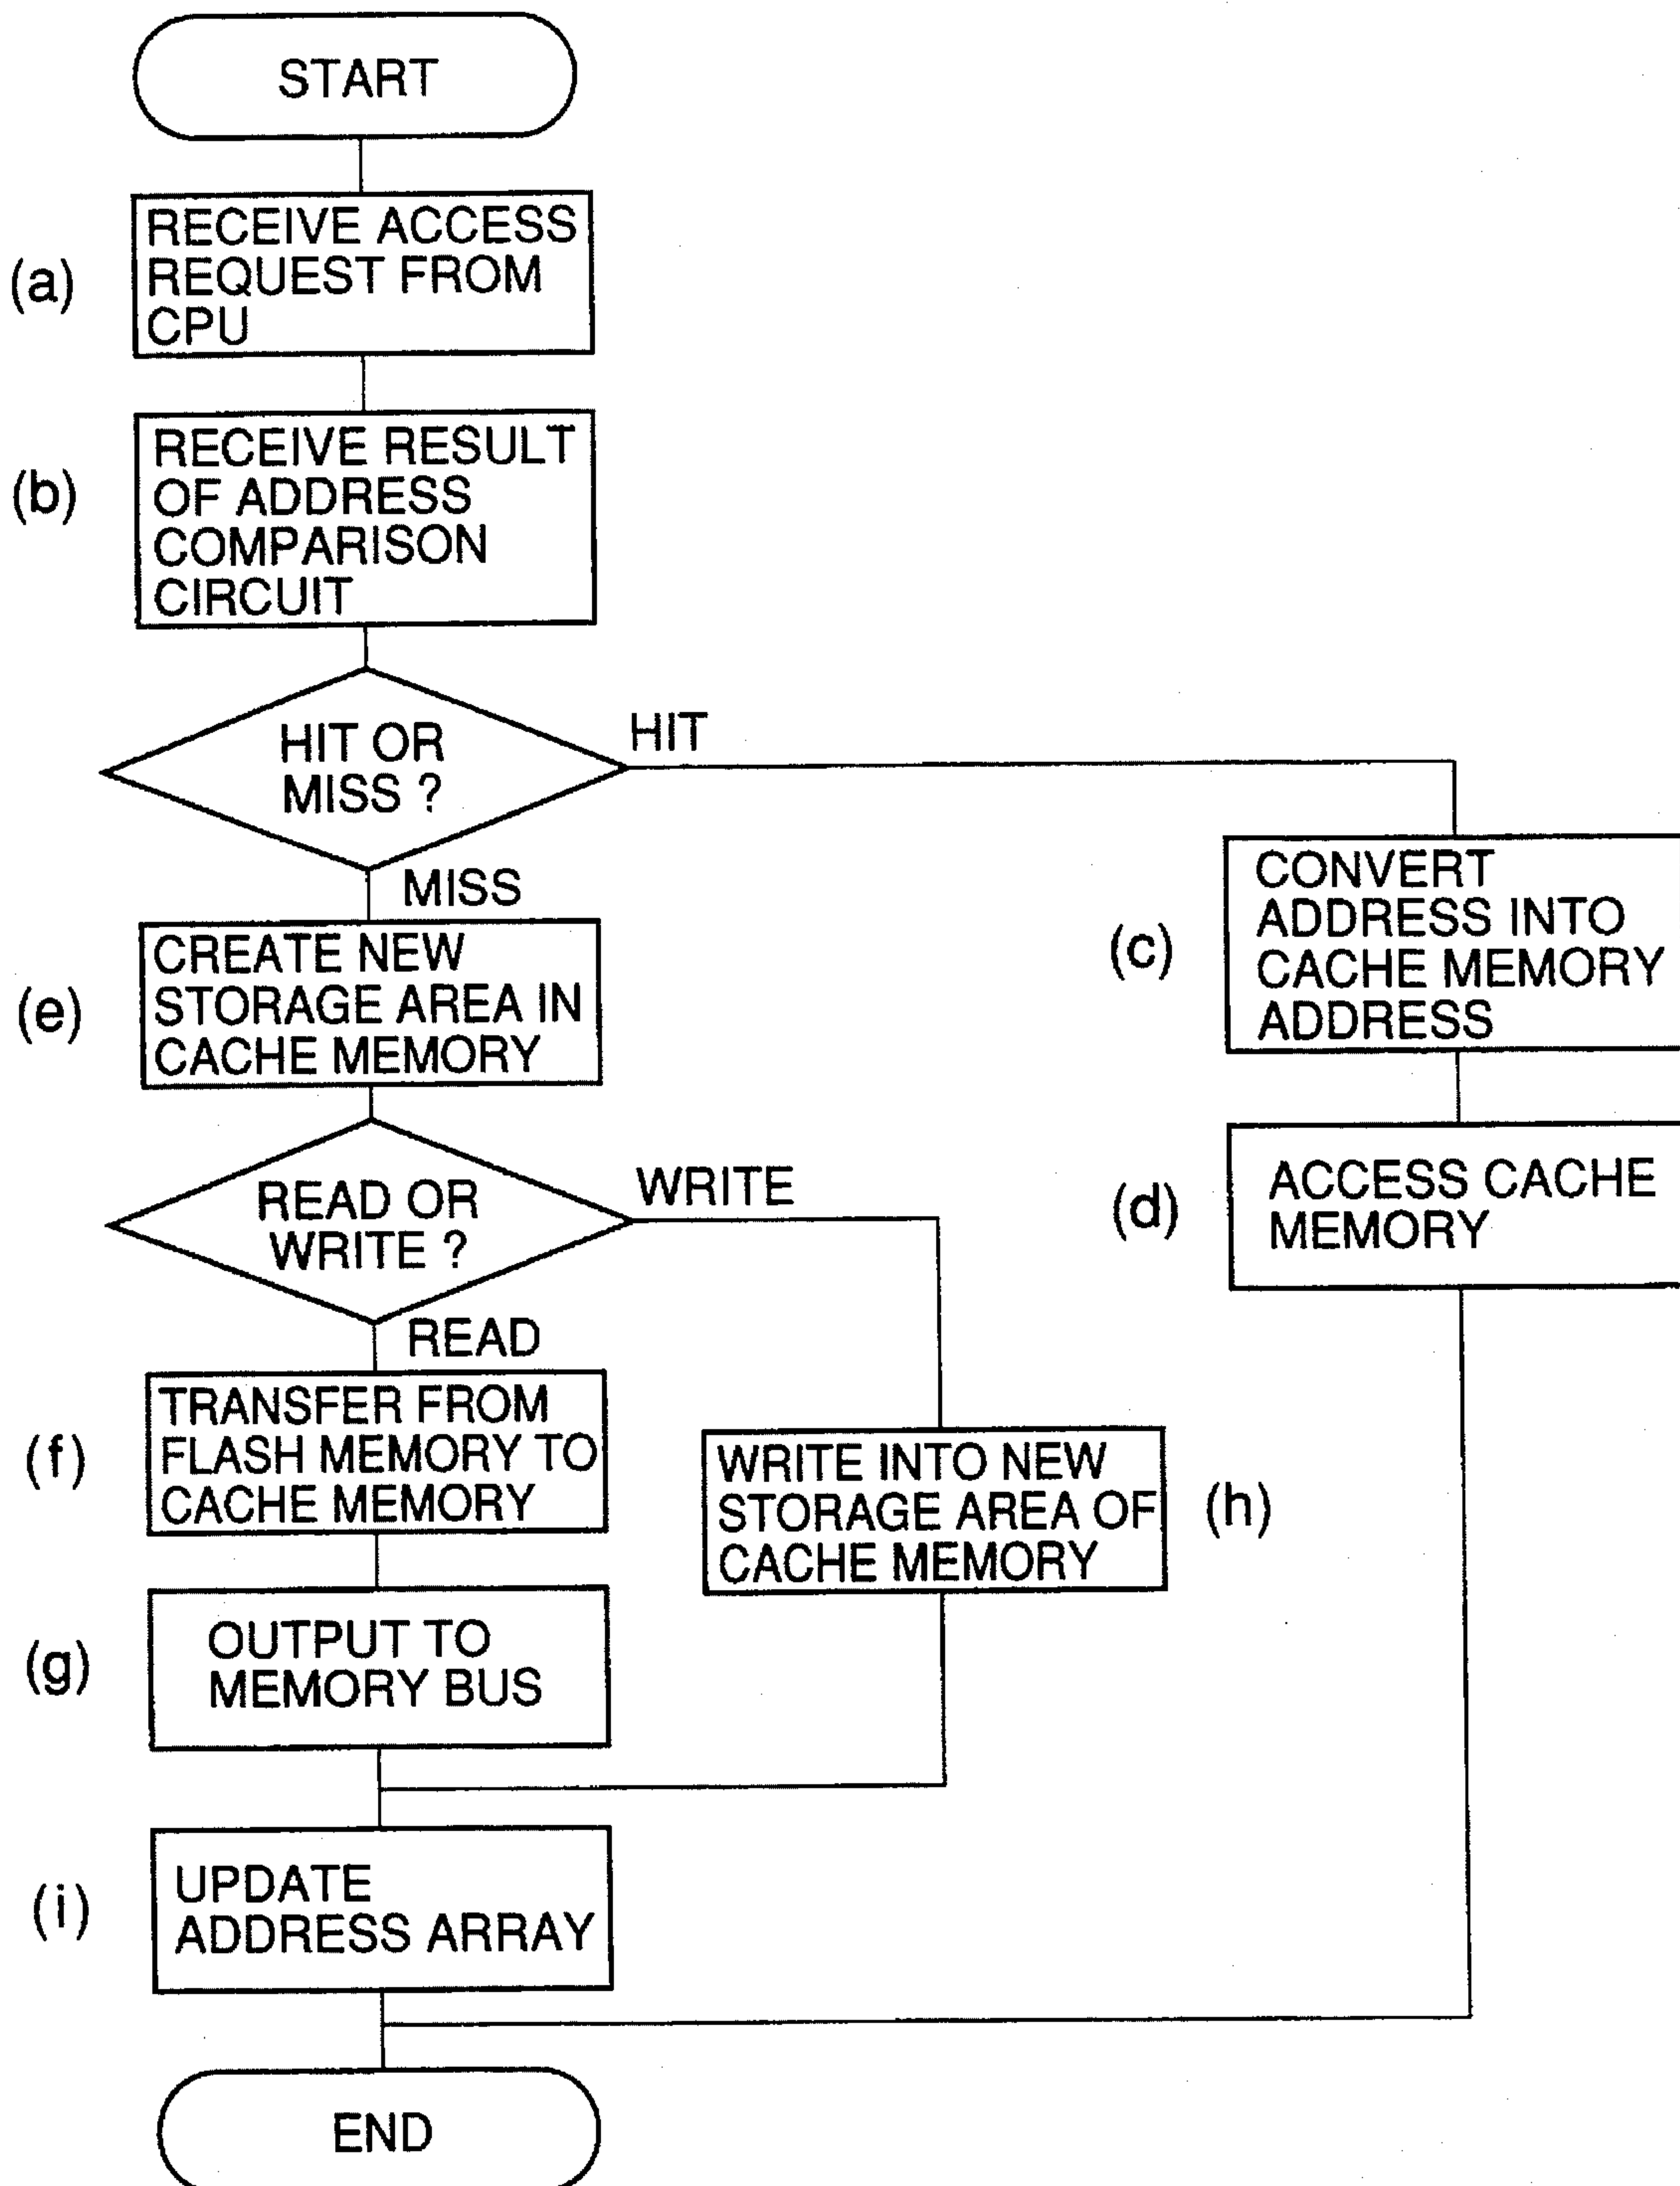 START
(a)
RECEIVE ACCESS
REQUEST FROM
CPU
(b)
RECEIVE RESULT
OF ADDRESS
COMPARISON
CIRCUIT
HIT OR
MISS ?
HIT
MISS
(c)
CONVERT
ADDRESS INTO
CACHE MEMORY
ADDRESS
(e)
CREATE NEW
STORAGE AREA IN
CACHE MEMORY
(d)
ACCESS CACHE
MEMORY
READ OR
WRITE ?
WRITE
READ
(f)
TRANSFER FROM
FLASH MEMORY TO
CACHE MEMORY
WRITE INTO NEW
STORAGE AREA OF
CACHE MEMORY
(h)
(g)
OUTPUT TO
MEMORY BUS
(i)
UPDATE
ADDRESS ARRAY
END